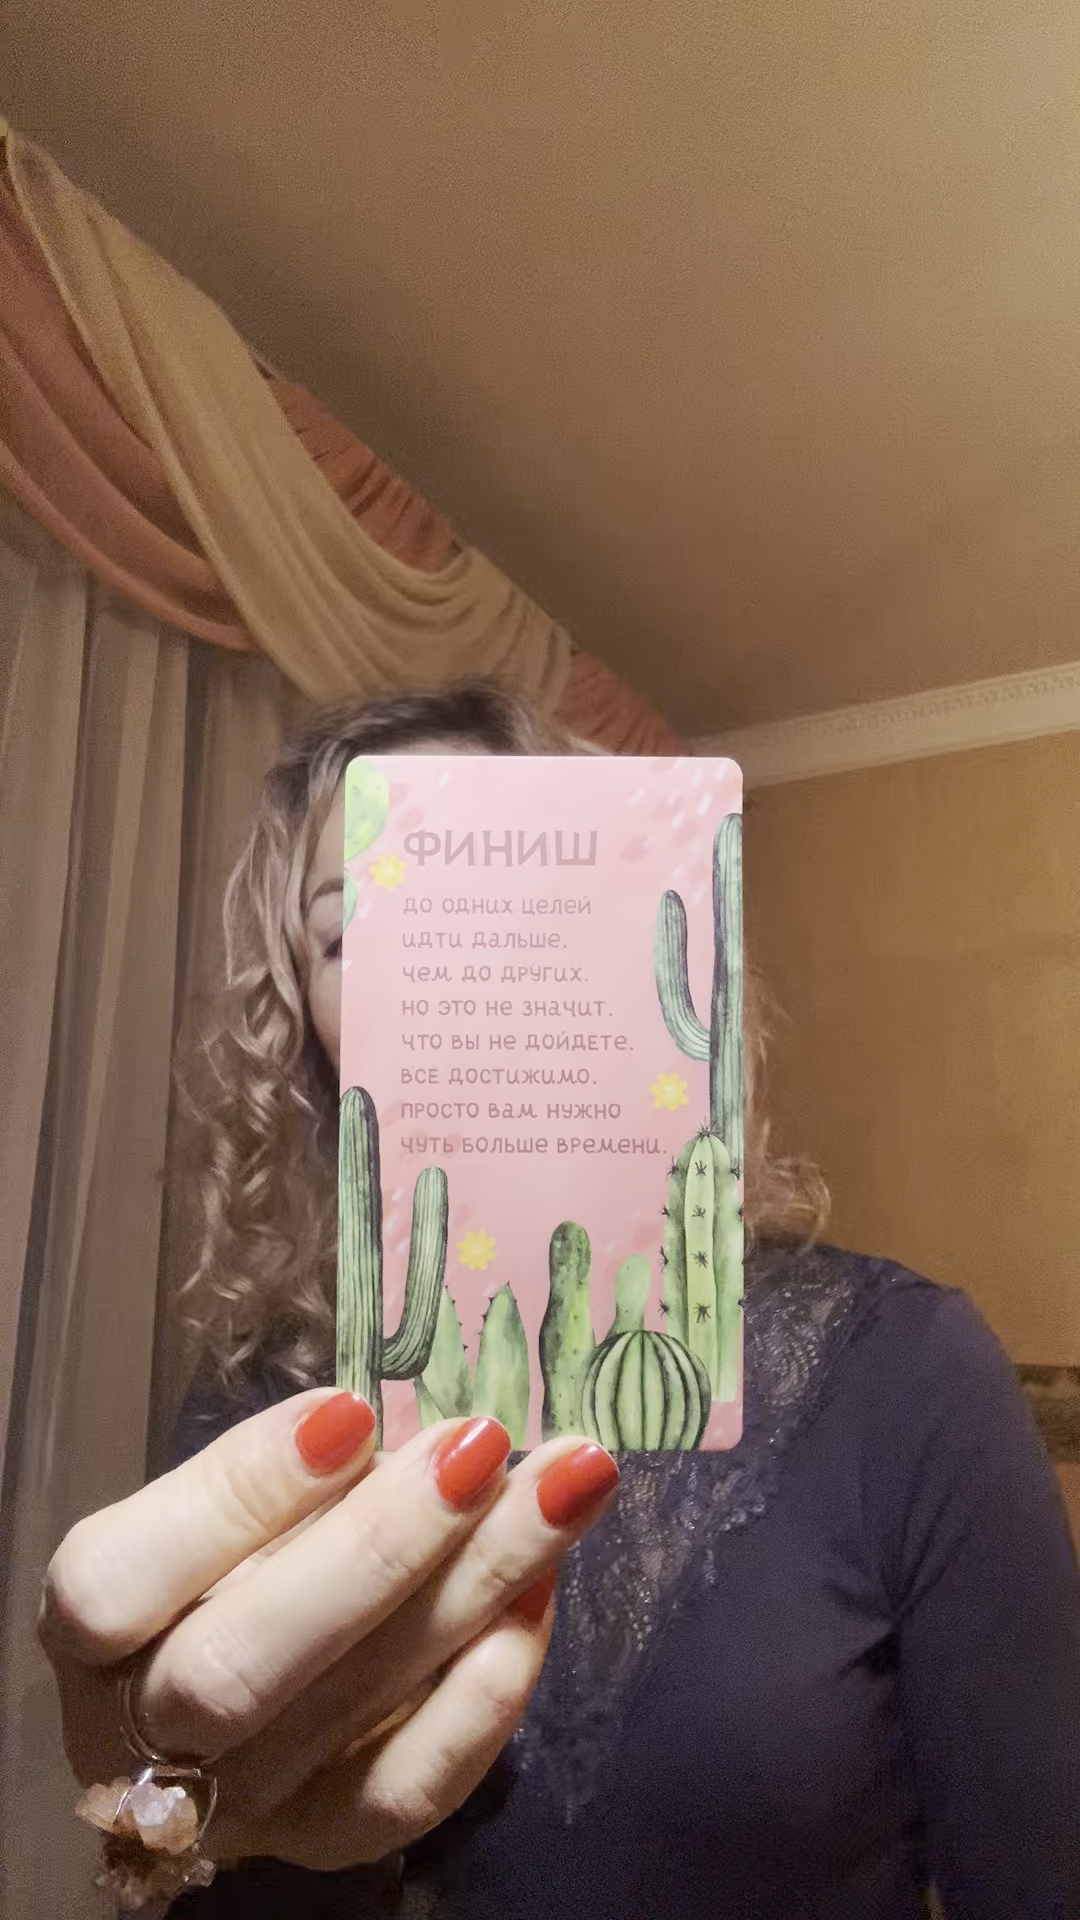 ФИНИШ
до одних целей
идти дальше.
чем до других.
но это не значит.
что вы не дойдете.
всё достижимо.
просто вам нужно
чуть больше времени.